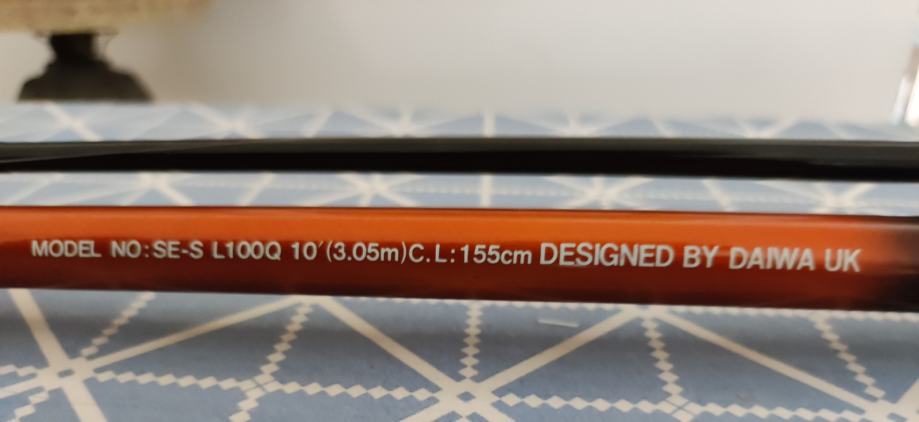 MODEL NO:SE-S L100Q 10′(3.05m)C.L:155cm DESIGNED BY DAIWA UK